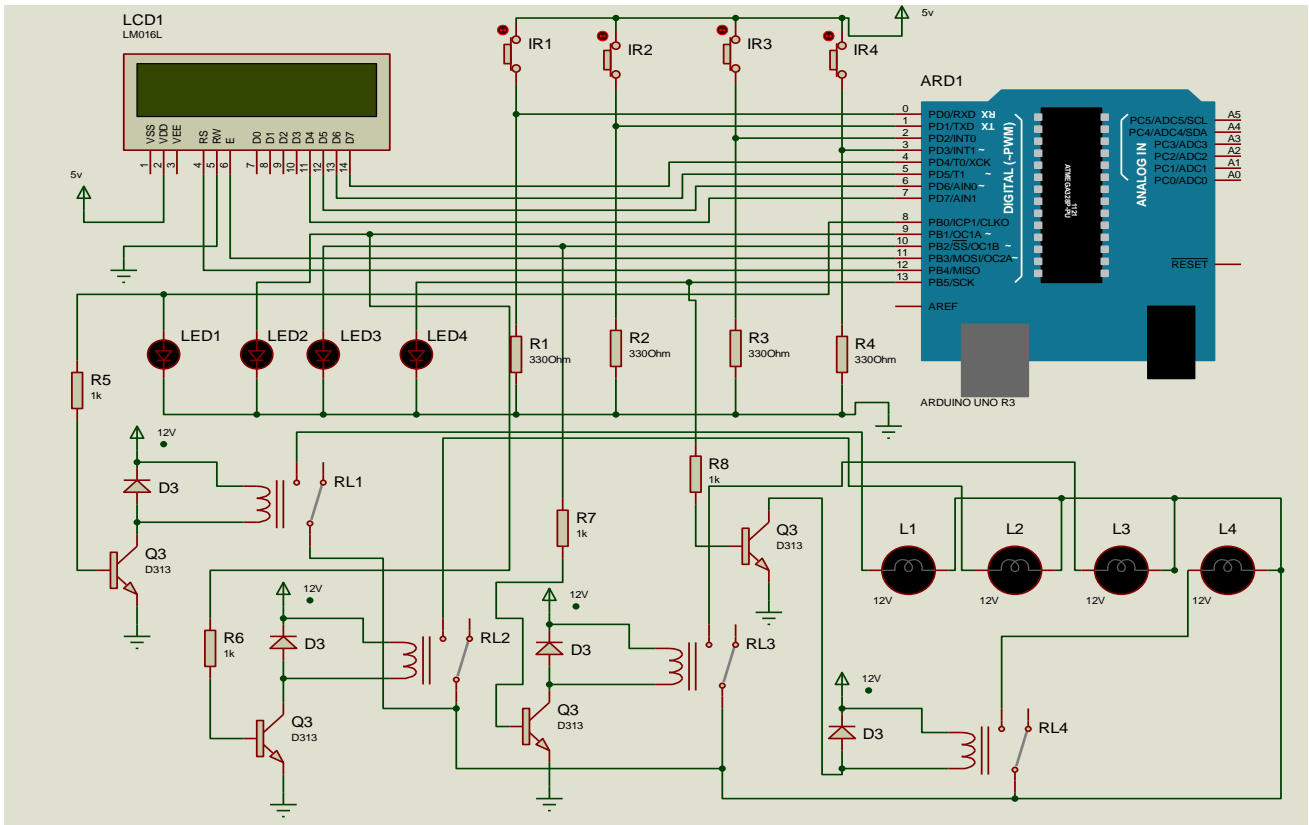 LCD1
LM016L
VSS
VDD
VEE
RS
RW
E
D0
D1
D2
D3
D4
D5
D6
D7
1
2
3
4
5
6
7
8
9
10
11
12
13
14
5v
5v
IR1
IR2
IR3
IR4
ARD1
0 PD0/RXD RX
1 PD1/TXD TX
2 PD2/INT0
3 PD3/INT1 ~
4 PD4/T0/XCK
5 PD5/T1 ~
6 PD6/AIN0 ~
7 PD7/AIN1
8 PB0/ICP1/CLKO
9 PB1/OC1A ~
10 PB2/SS/OC1B ~
11 PB3/MOSI/OC2A ~
12 PB4/MISO
13 PB5/SCK
AREF
DIGITAL (~PWM)
ATMEGA328P-PU
1121
ANALOG IN
PC5/ADC5/SCL A5
PC4/ADC4/SDA A4
PC3/ADC3 A3
PC2/ADC2 A2
PC1/ADC1 A1
PC0/ADC0 A0
RESET
ARDUINO UNO R3
LED1
LED2
LED3
LED4
R1
330Ohm
R2
330Ohm
R3
330Ohm
R4
330Ohm
R5
1k
12V
D3
RL1
Q3
D313
R6
1k
12V
D3
RL2
Q3
D313
R7
1k
12V
D3
RL3
Q3
D313
R8
1k
Q3
D313
12V
D3
RL4
L1
12V
L2
12V
L3
12V
L4
12V